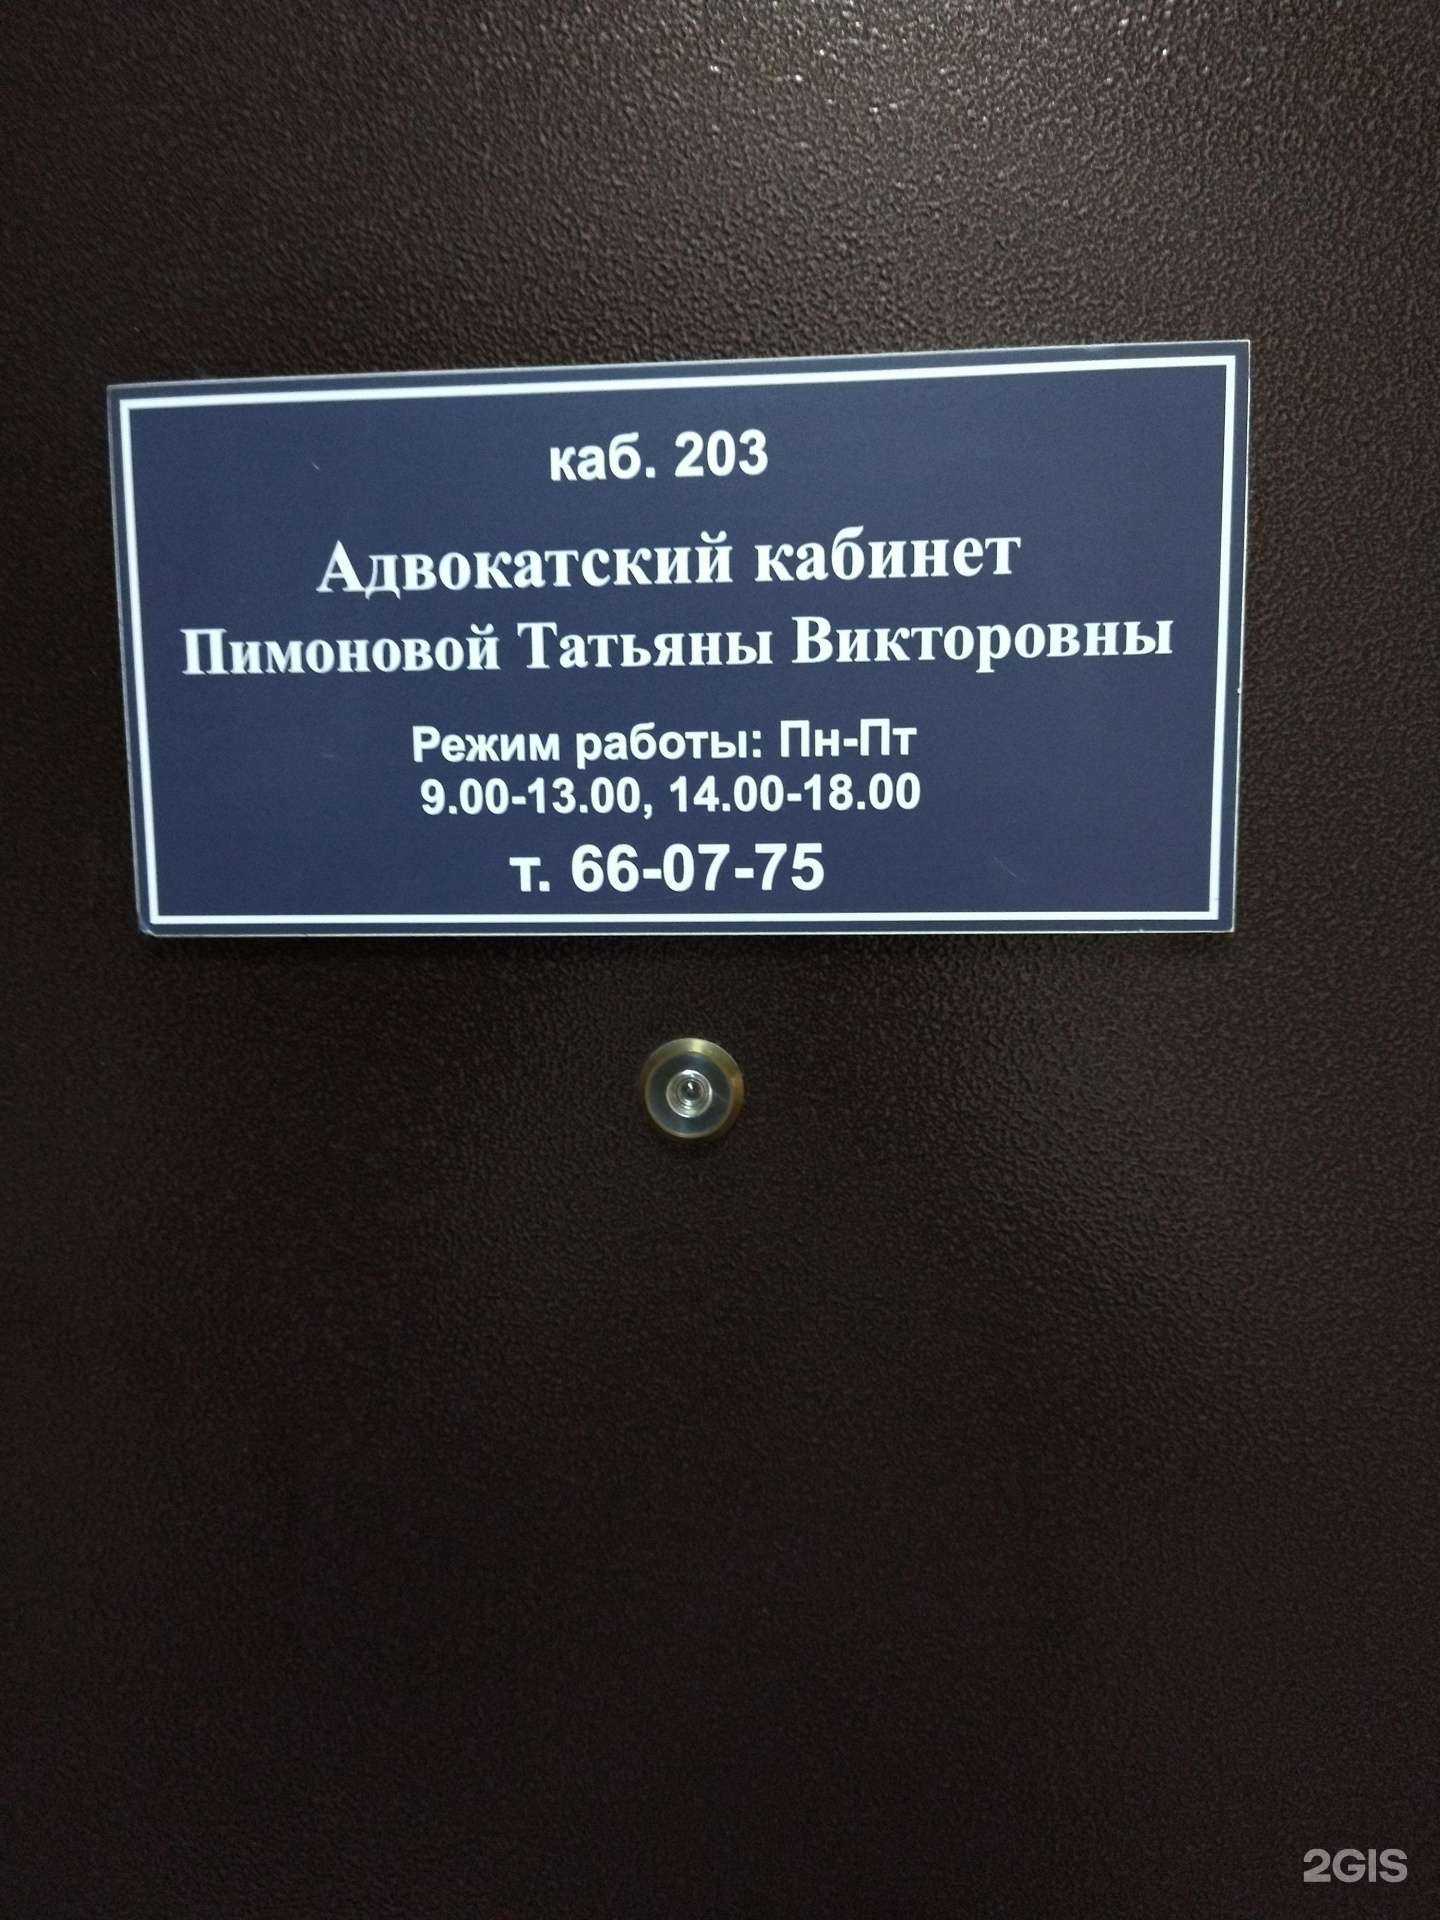 каб. 203
Адвокатский кабинет
Пимоновой Татьяны Викторовны
Режим работы: Пн-Пт
9.00-13.00, 14.00-18.00
т. 66-07-75
2GIS